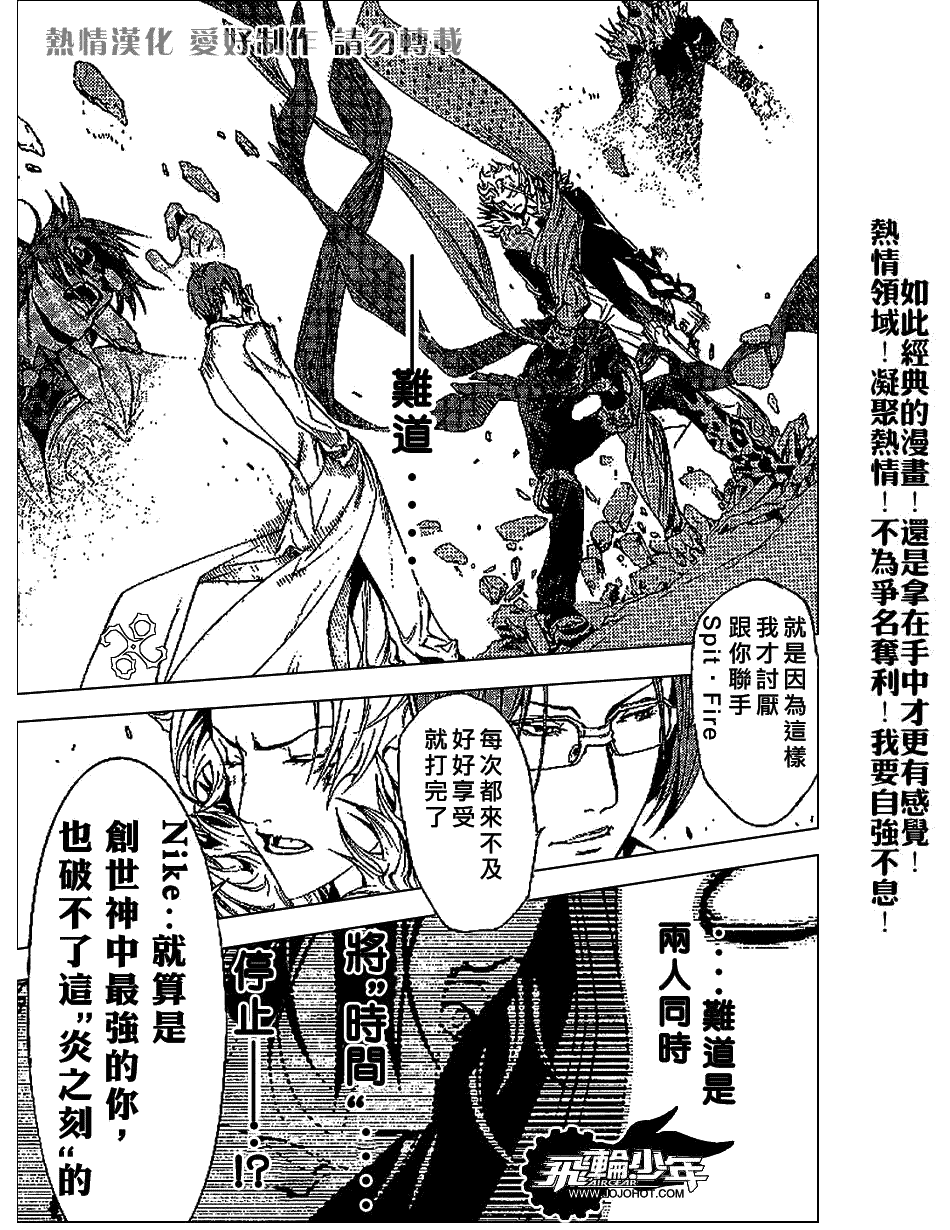 熱情漢化 愛好制作 請勿轉載
如此經典的漫畫!還是拿在手中才更有感覺!
熱情領域!凝聚熱情!不為爭名奪利!我要自強不息!
——難道......
就是因為這樣
我才討厭
跟你聯手
Spit·Fire
每次都來不及
好好享受
就打完了
....難道是
兩人同時
將"時間".....
停止——!?
Nike..就算是
創世神中最強的你,
也破不了這"炎之刻"的
飛輪少年
AIRGEAR
WWW.JOJOHOT.COM